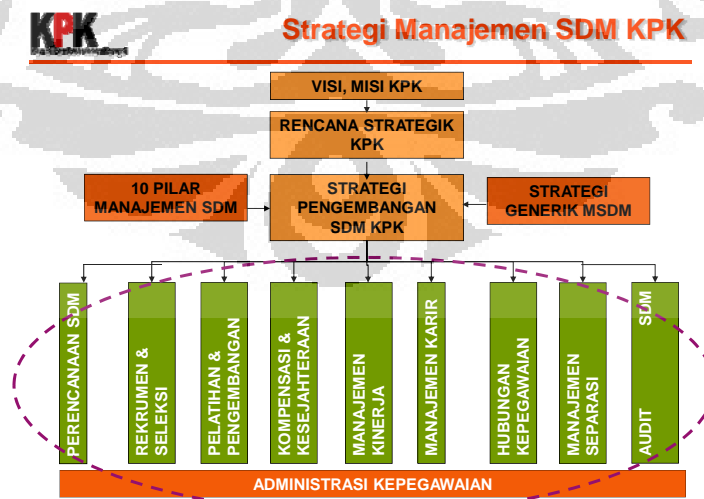 KPK
Strategi Manajemen SDM KPK
VISI, MISI KPK
RENCANA STRATEGIK
KPK
10 PILAR
MANAJEMEN SDM
STRATEGI
PENGEMBANGAN
SDM KPK
STRATEGI
GENERIK MSDM
PERENCANAAN SDM
REKRUMEN &
SELEKSI
PELATIHAN &
PENGEMBANGAN
KOMPENSASI &
KESEJAHTERAAN
MANAJEMEN
KINERJA
MANAJEMEN KARIR
HUBUNGAN
KEPEGAWAIAN
MANAJEMEN
SEPARASI
AUDIT SDM
ADMINISTRASI KEPEGAWAIAN